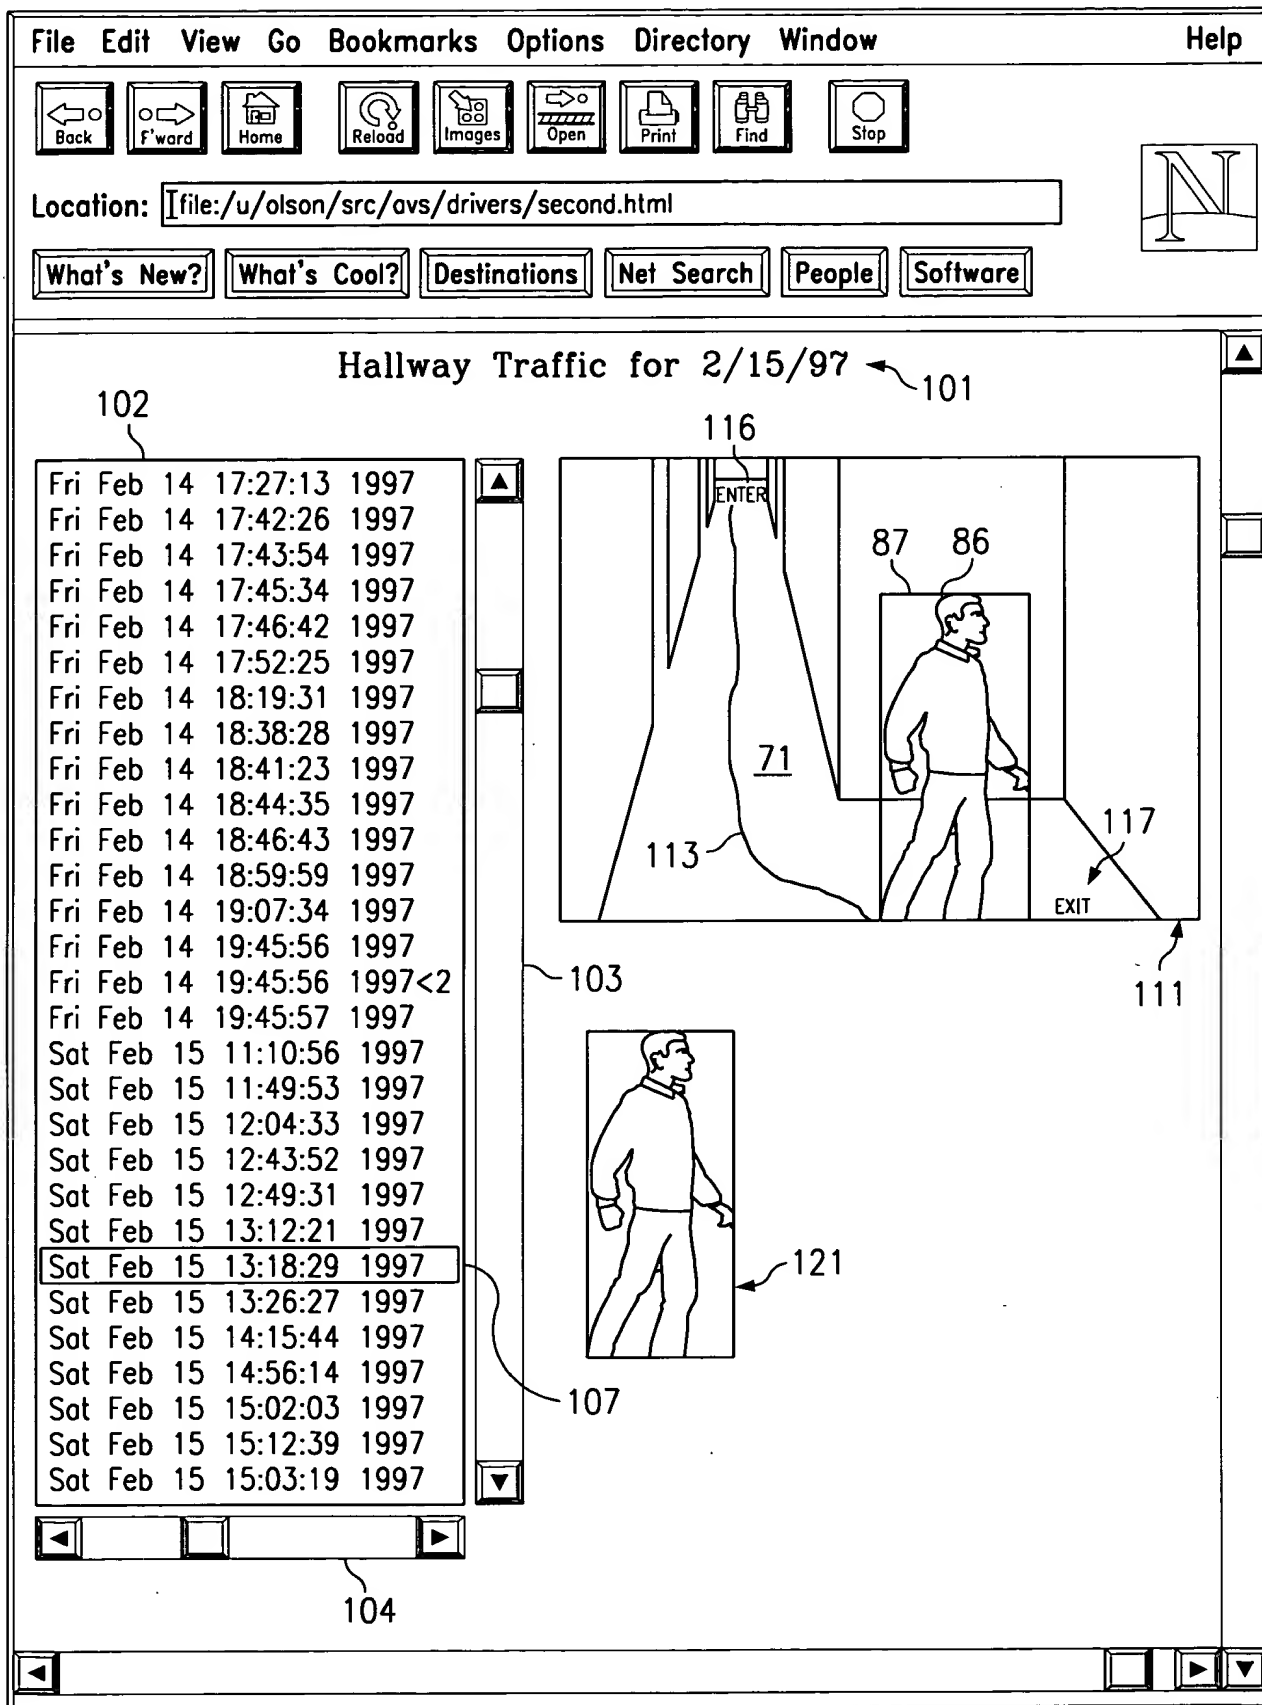 File Edit View Go Bookmarks Options Directory Window Help
Back F'ward Home Reload Images Open Print Find Stop
N
Location: file:/u/olson/src/avs/drivers/second.html
What's New? What's Cool? Destinations Net Search People Software
Hallway Traffic for 2/15/97
101
102
Fri Feb 14 17:27:13 1997
Fri Feb 14 17:42:26 1997
Fri Feb 14 17:43:54 1997
Fri Feb 14 17:45:34 1997
Fri Feb 14 17:46:42 1997
Fri Feb 14 17:52:25 1997
Fri Feb 14 18:19:31 1997
Fri Feb 14 18:38:28 1997
Fri Feb 14 18:41:23 1997
Fri Feb 14 18:44:35 1997
Fri Feb 14 18:46:43 1997
Fri Feb 14 18:59:59 1997
Fri Feb 14 19:07:34 1997
Fri Feb 14 19:45:56 1997
Fri Feb 14 19:45:56 1997<2
Fri Feb 14 19:45:57 1997
Sat Feb 15 11:10:56 1997
Sat Feb 15 11:49:53 1997
Sat Feb 15 12:04:33 1997
Sat Feb 15 12:43:52 1997
Sat Feb 15 12:49:31 1997
Sat Feb 15 13:12:21 1997
Sat Feb 15 13:18:29 1997
Sat Feb 15 13:26:27 1997
Sat Feb 15 14:15:44 1997
Sat Feb 15 14:56:14 1997
Sat Feb 15 15:02:03 1997
Sat Feb 15 15:12:39 1997
Sat Feb 15 15:03:19 1997
103
104
107
116
ENTER
87 86
71
113
117
EXIT
111
121